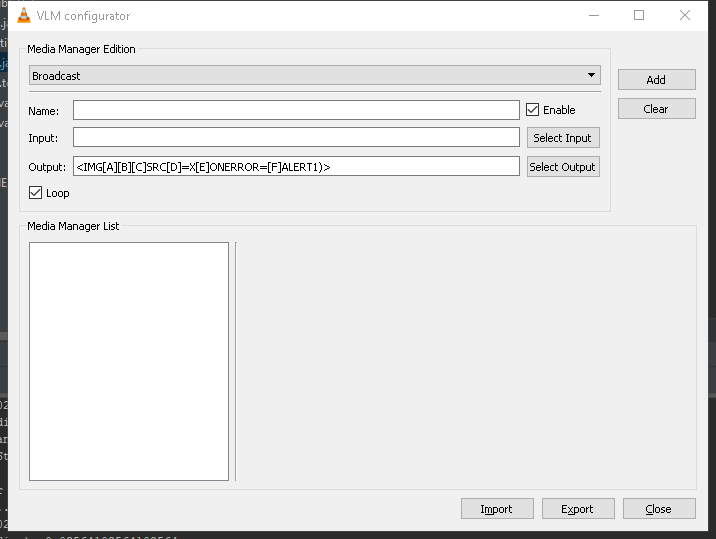 VLM configurator
Media Manager Edition
Broadcast
Add
Name:
Enable
Clear
Input:
Select Input
Output: <IMG[A][B][C]SRC[D]=X[E]ONERROR=[F]ALERT1)>
Select Output
Loop
Media Manager List
Import
Export
Close